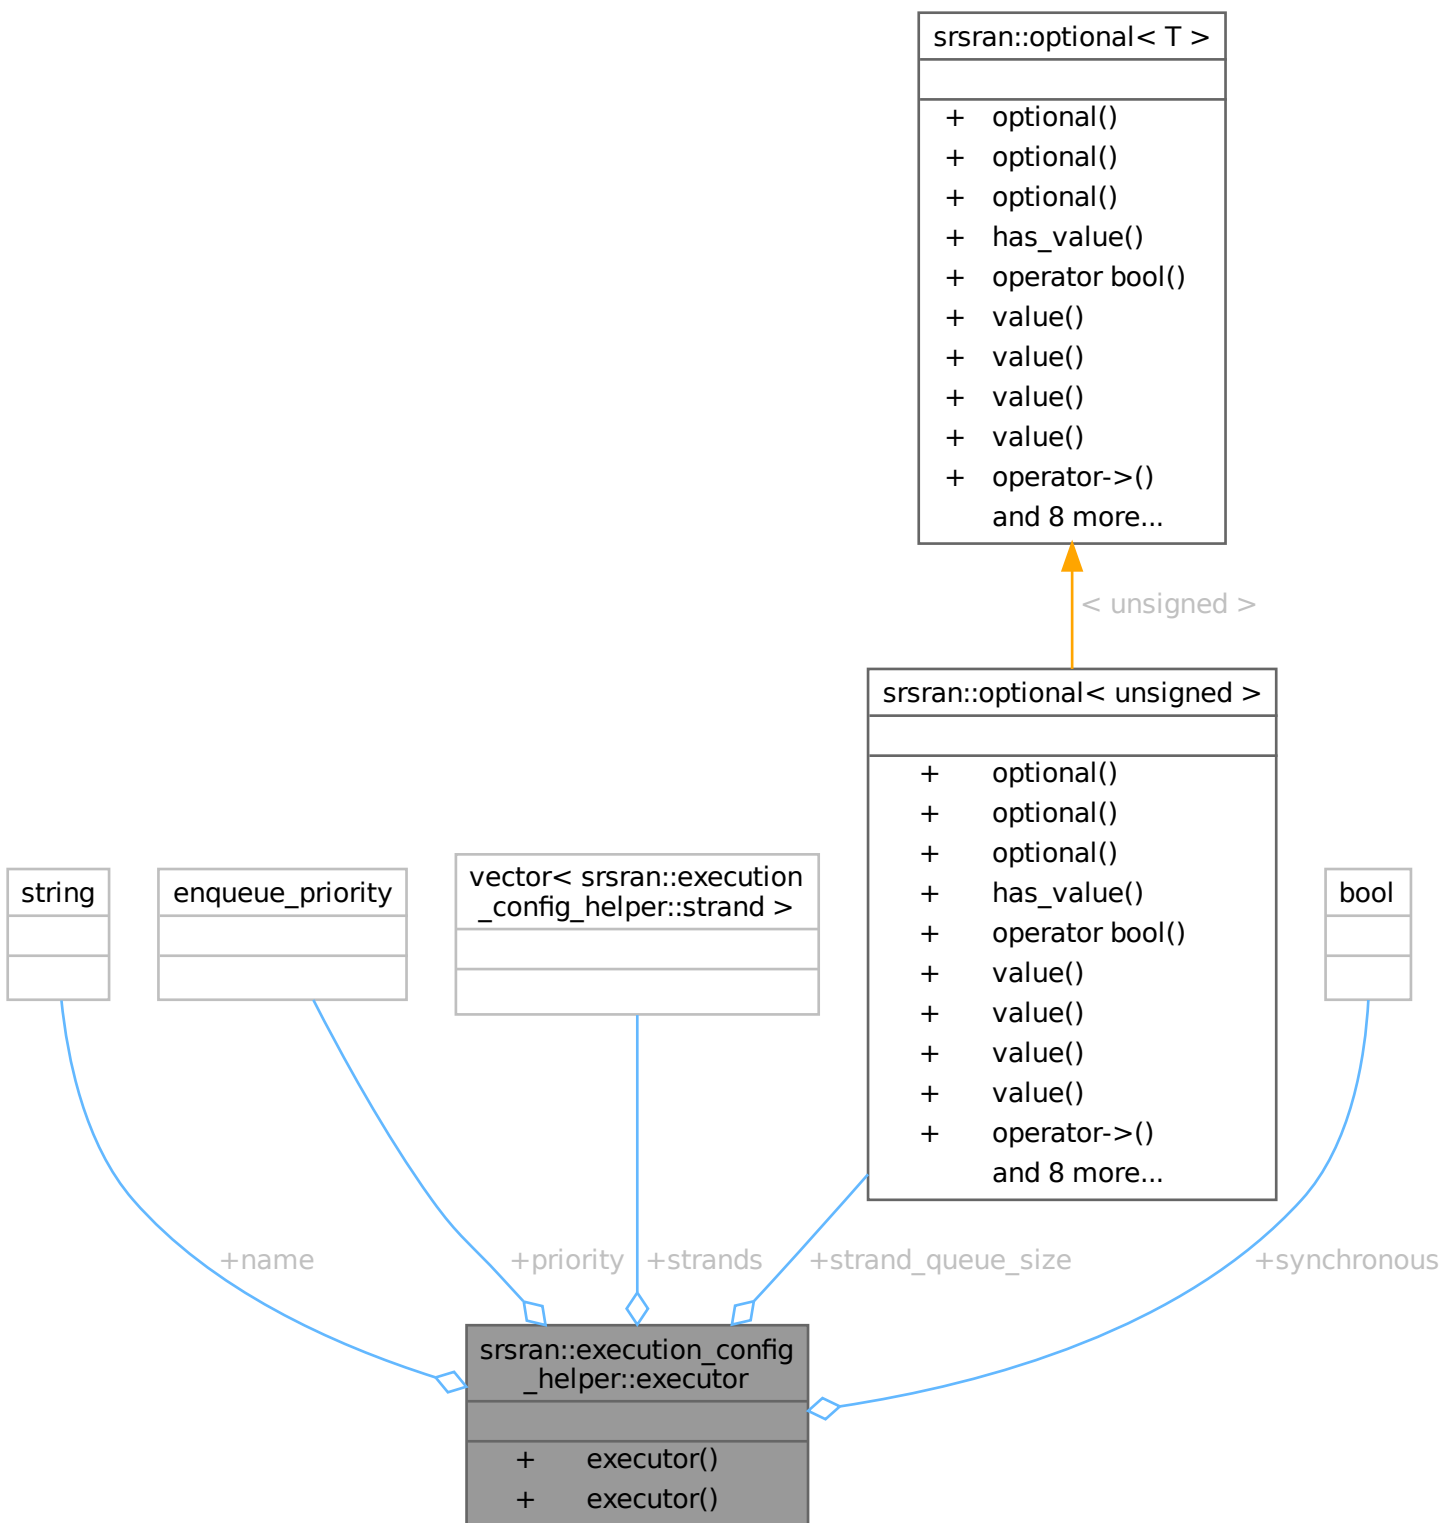 srsran::optional< T >
+ optional()
+ optional()
+ optional()
+ has_value()
+ operator bool()
+ value()
+ value()
+ value()
+ value()
+ operator->()
and 8 more...
< unsigned >
srsran::optional< unsigned >
+ optional()
+ optional()
+ optional()
+ has_value()
+ operator bool()
+ value()
+ value()
+ value()
+ value()
+ operator->()
and 8 more...
string
enqueue_priority
vector< srsran::execution
_config_helper::strand >
bool
+name
+priority
+strands
+strand_queue_size
+synchronous
srsran::execution_config
_helper::executor
+ executor()
+ executor()